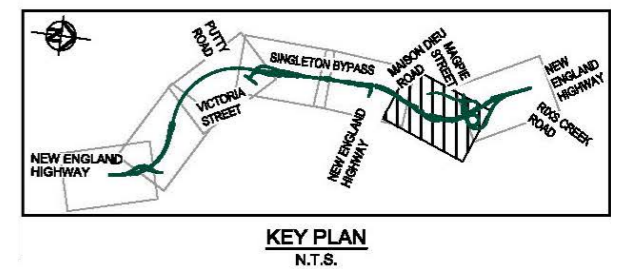 N
PUTTY
ROAD
SINGLETON BYPASS
MAISON DIEU
ROAD
MAGPIE
STREET
NEW
ENGLAND
HIGHWAY
RIXS CREEK
ROAD
VICTORIA
STREET
NEW ENGLAND
HIGHWAY
NEW ENGLAND
HIGHWAY
KEY PLAN
N.T.S.